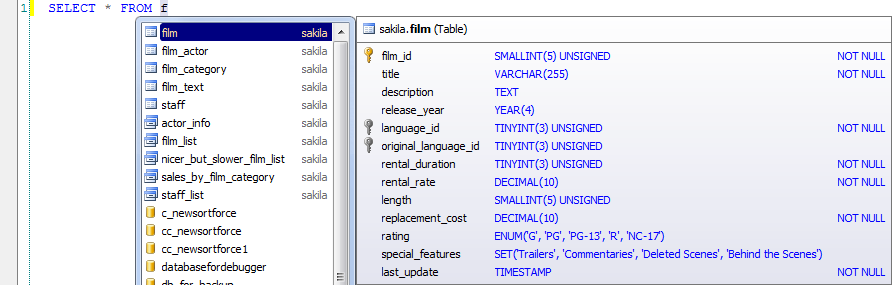 1 SELECT * FROM f
film sakila
film_actor sakila
film_category sakila
film_text sakila
staff sakila
actor_info sakila
film_list sakila
nicer_but_slower_film_list sakila
sales_by_film_category sakila
staff_list sakila
c_newsortforce
cc_newsortforce
cc_newsortforce1
databasefordebugger
db_for_backup
sakila.film (Table)
film_id SMALLINT(5) UNSIGNED NOT NULL
title VARCHAR(255) NOT NULL
description TEXT
release_year YEAR(4)
language_id TINYINT(3) UNSIGNED NOT NULL
original_language_id TINYINT(3) UNSIGNED
rental_duration TINYINT(3) UNSIGNED NOT NULL
rental_rate DECIMAL(10) NOT NULL
length SMALLINT(5) UNSIGNED
replacement_cost DECIMAL(10) NOT NULL
rating ENUM('G', 'PG', 'PG-13', 'R', 'NC-17')
special_features SET('Trailers', 'Commentaries', 'Deleted Scenes', 'Behind the Scenes')
last_update TIMESTAMP NOT NULL